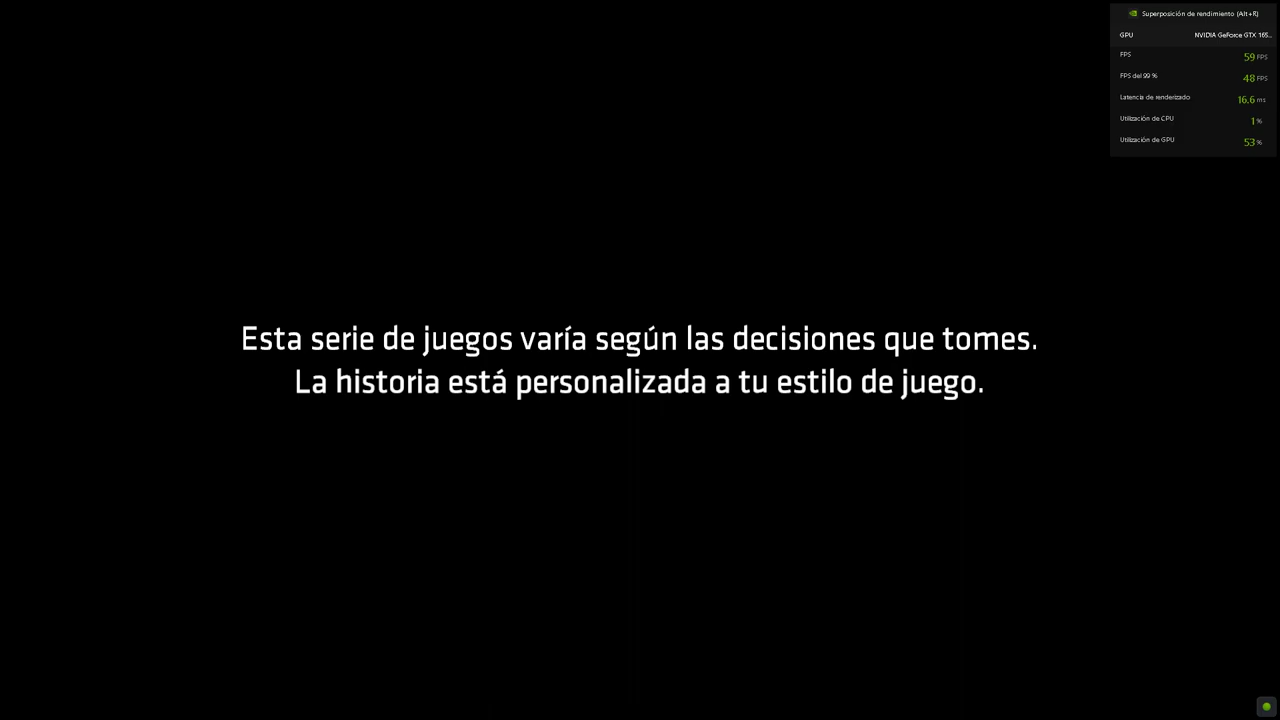 Superposición de rendimiento (Alt+R)
GPU NVIDIA GeForce GTX 165...
FPS 59 FPS
FPS del 99 % 48 FPS
Latencia de renderizado 16.6 ms
Utilización de CPU 1 %
Utilización de GPU 53 %
Esta serie de juegos varía según las decisiones que tomes.
La historia está personalizada a tu estilo de juego.